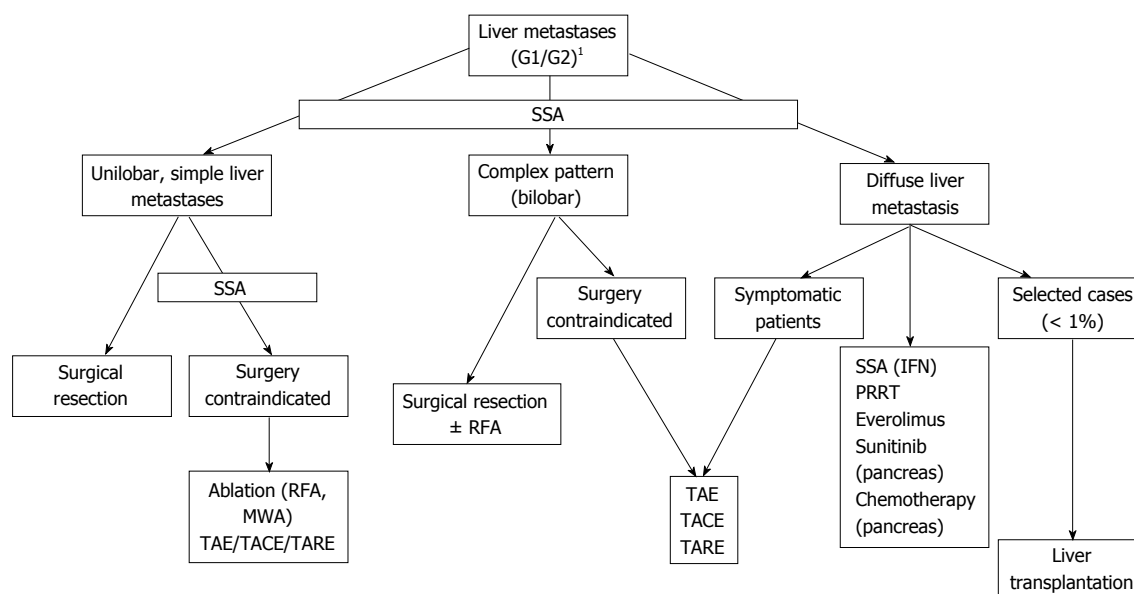 Liver metastases
(G1/G2)¹
SSA
Unilobar, simple liver
metastases
Complex pattern
(bilobar)
Diffuse liver
metastasis
SSA
Surgery
contraindicated
Symptomatic
patients
Selected cases
(< 1%)
Surgical
resection
Surgery
contraindicated
Surgical resection
± RFA
SSA (IFN)
PRRT
Everolimus
Sunitinib
(pancreas)
Chemotherapy
(pancreas)
Ablation (RFA,
MWA)
TAE/TACE/TARE
TAE
TACE
TARE
Liver
transplantation